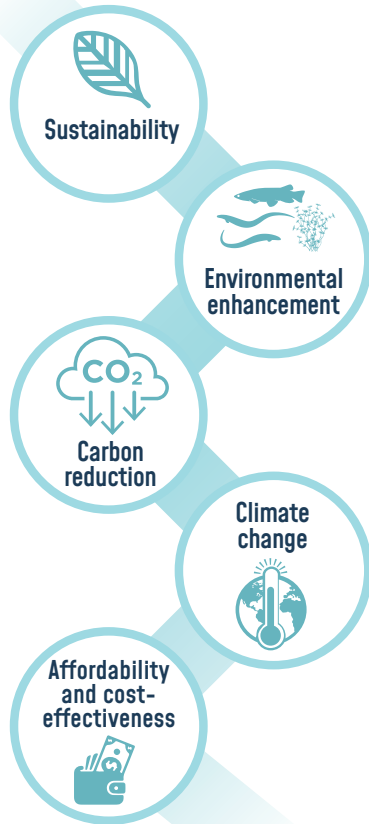 Sustainability
Environmental
enhancement
CO₂
Carbon
reduction
Climate
change
Affordability
and cost-
effectiveness